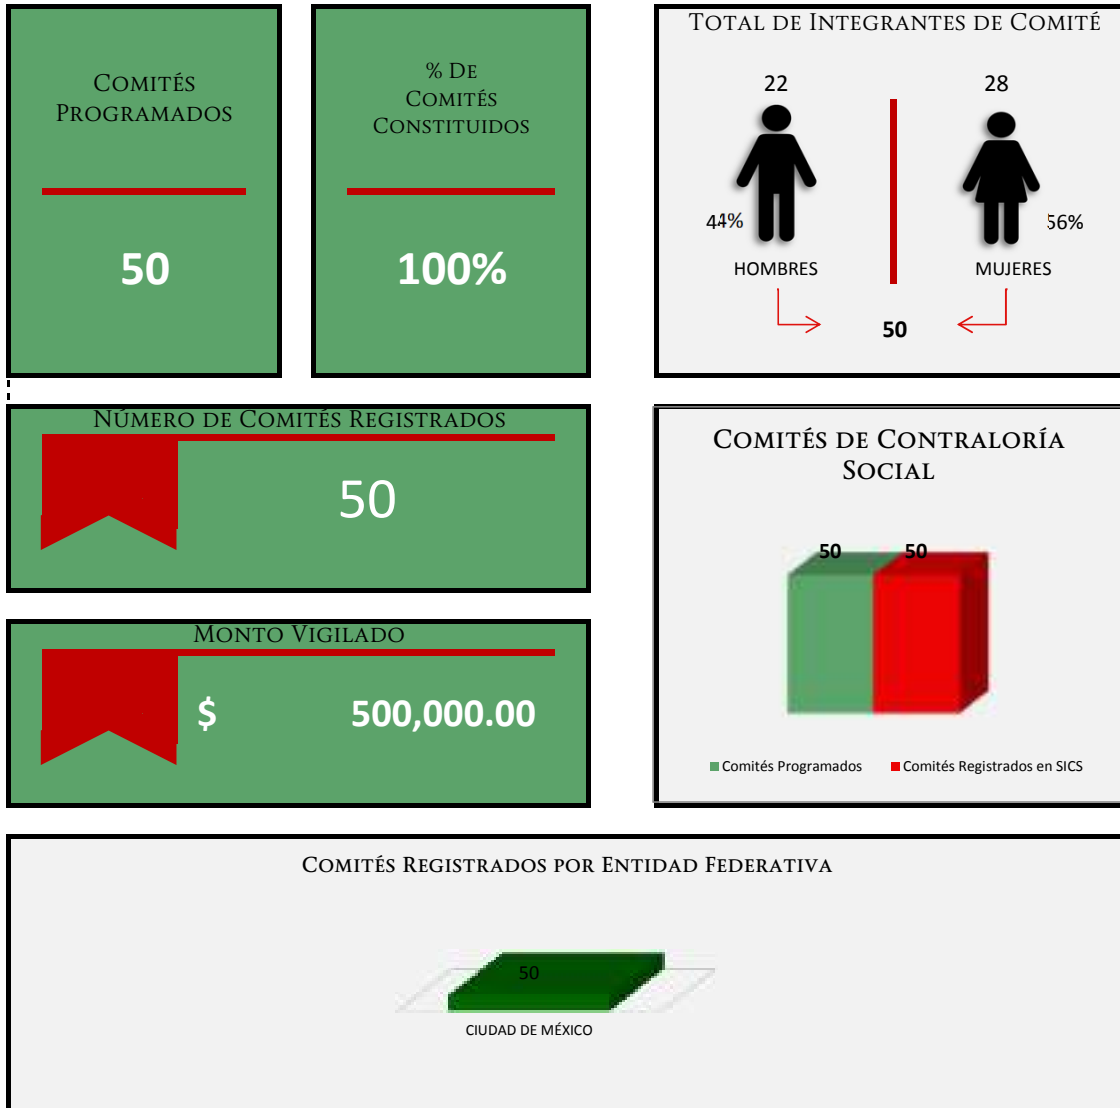 COMITÉS
PROGRAMADOS
50
% DE
COMITÉS
CONSTITUIDOS
100%
TOTAL DE INTEGRANTES DE COMITÉ
22
28
44%
56%
HOMBRES
MUJERES
50
NÚMERO DE COMITÉS REGISTRADOS
50
MONTO VIGILADO
$ 500,000.00
COMITÉS DE CONTRALORÍA
SOCIAL
50 50
Comités Programados
Comités Registrados en SICS
COMITÉS REGISTRADOS POR ENTIDAD FEDERATIVA
50
CIUDAD DE MÉXICO